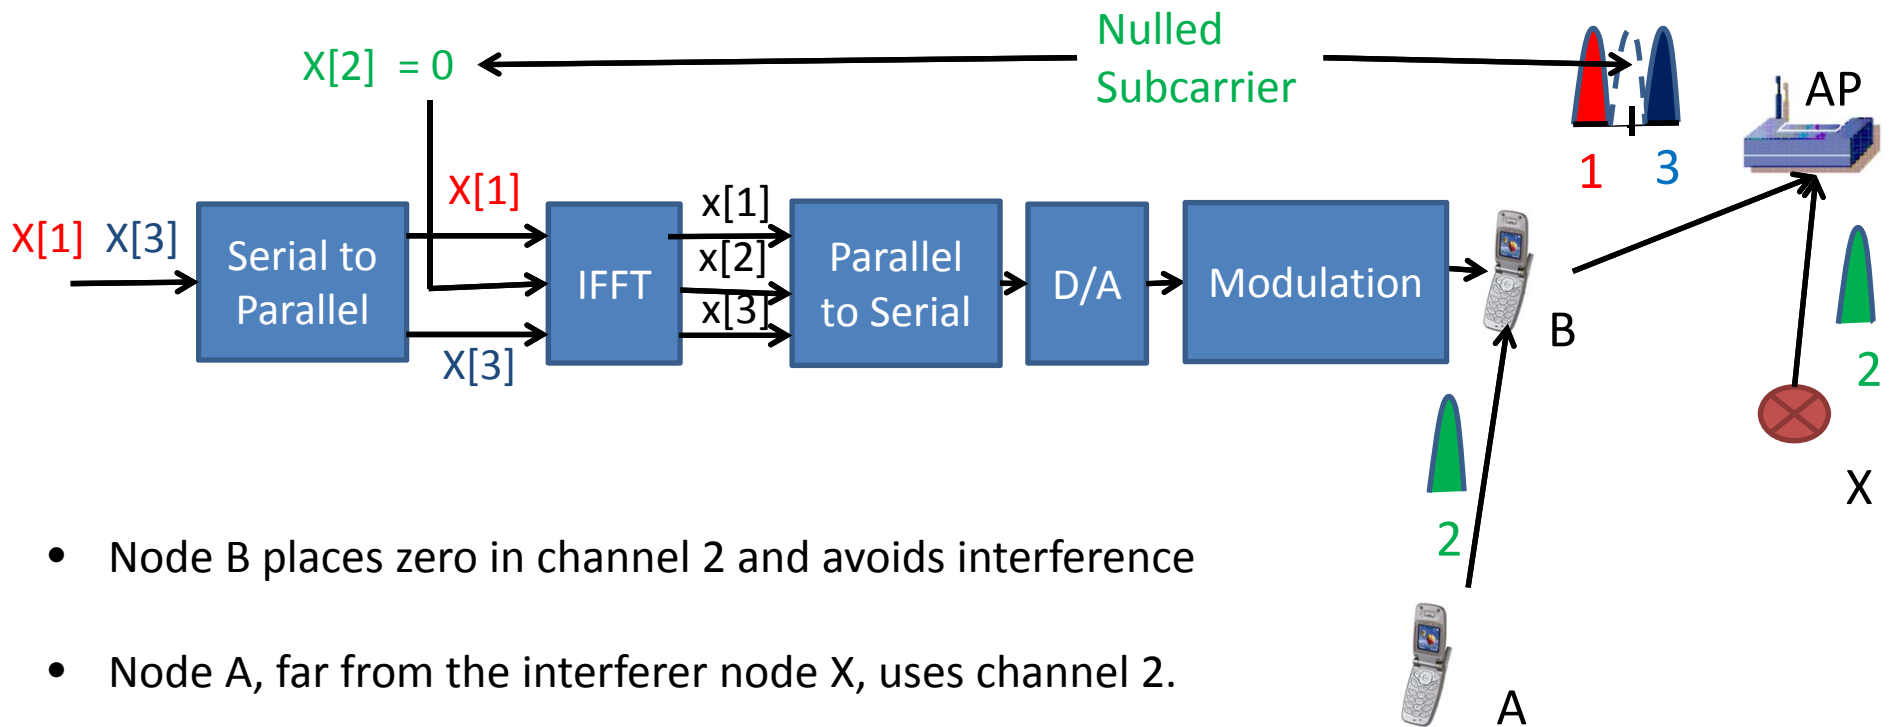 Nulled
Subcarrier
X[2] = 0
AP
1 3
X[1] X[3]
Serial to
Parallel
X[1]
X[3]
IFFT
x[1]
x[2]
x[3]
Parallel
to Serial
D/A
Modulation
B
2
X
2
A
• Node B places zero in channel 2 and avoids interference
• Node A, far from the interferer node X, uses channel 2.